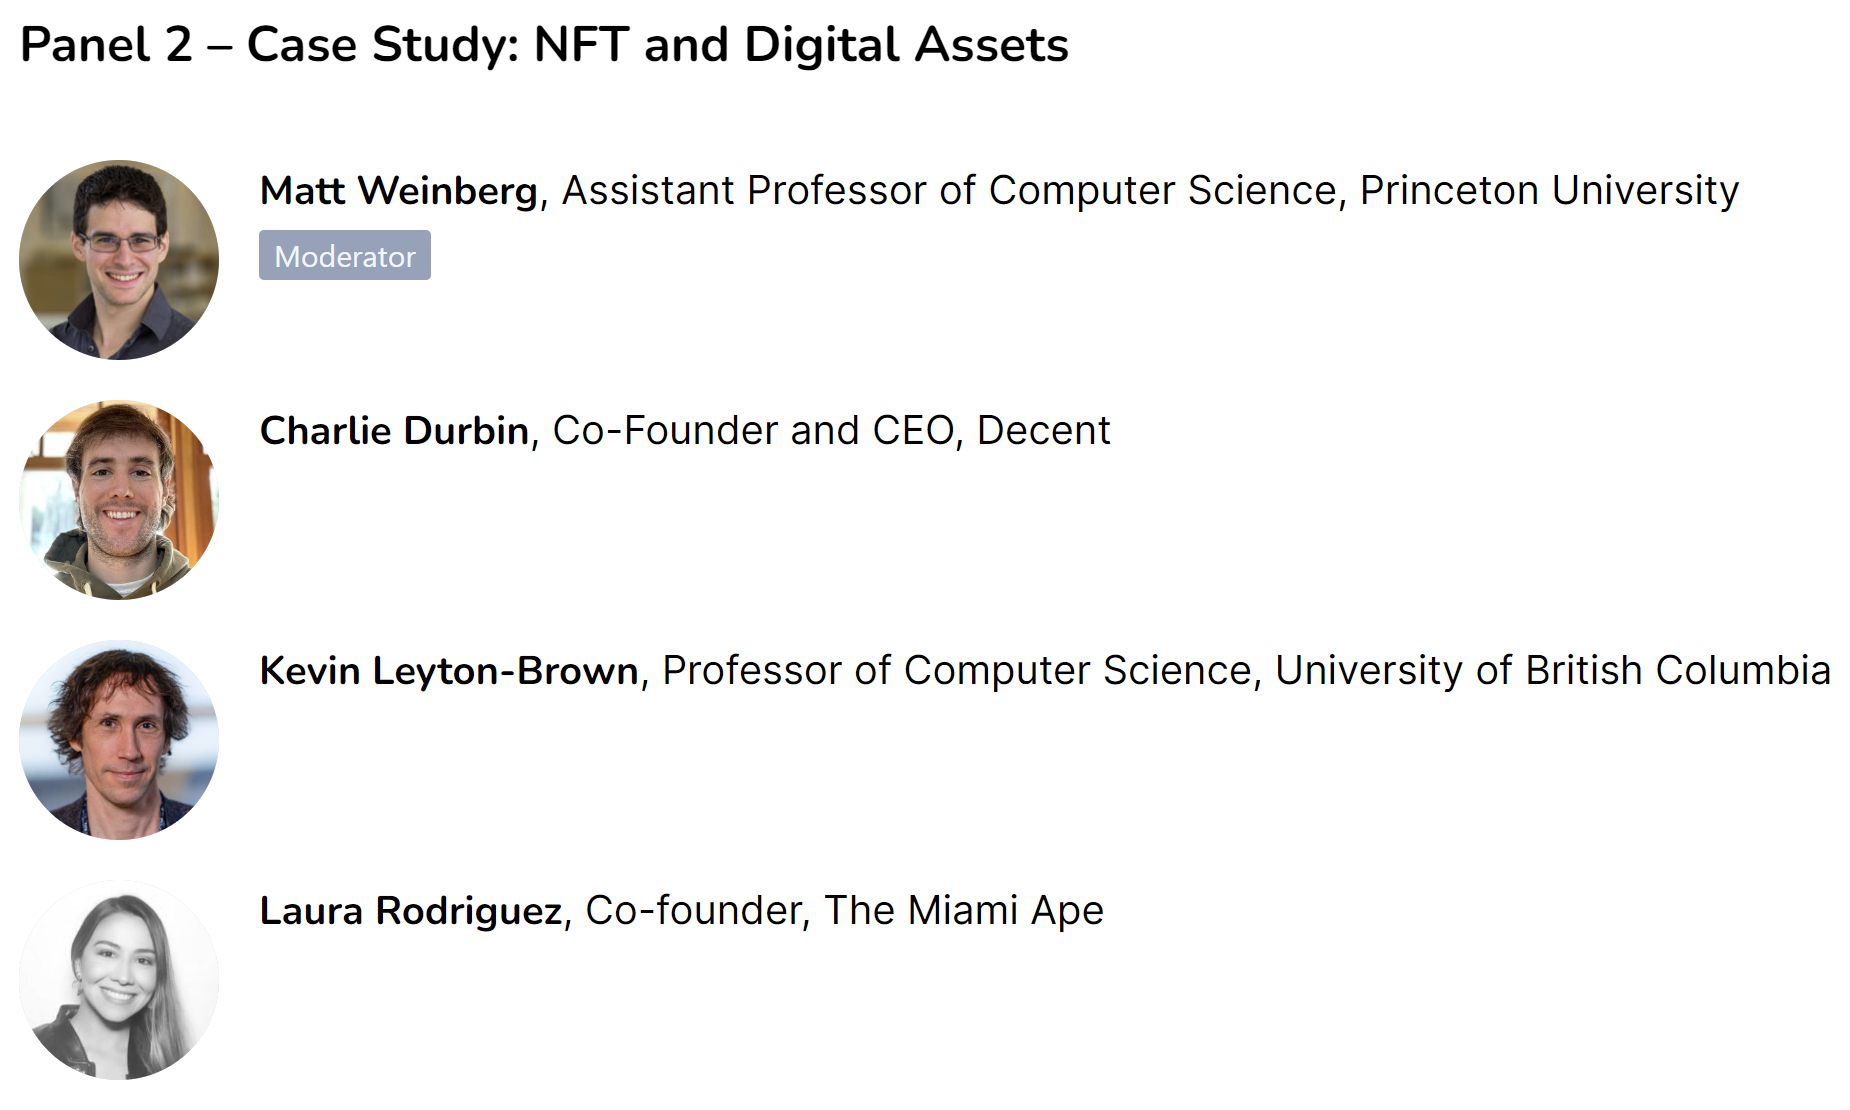 Panel 2 – Case Study: NFT and Digital Assets
Matt Weinberg, Assistant Professor of Computer Science, Princeton University
Moderator
Charlie Durbin, Co-Founder and CEO, Decent
Kevin Leyton-Brown, Professor of Computer Science, University of British Columbia
Laura Rodriguez, Co-founder, The Miami Ape